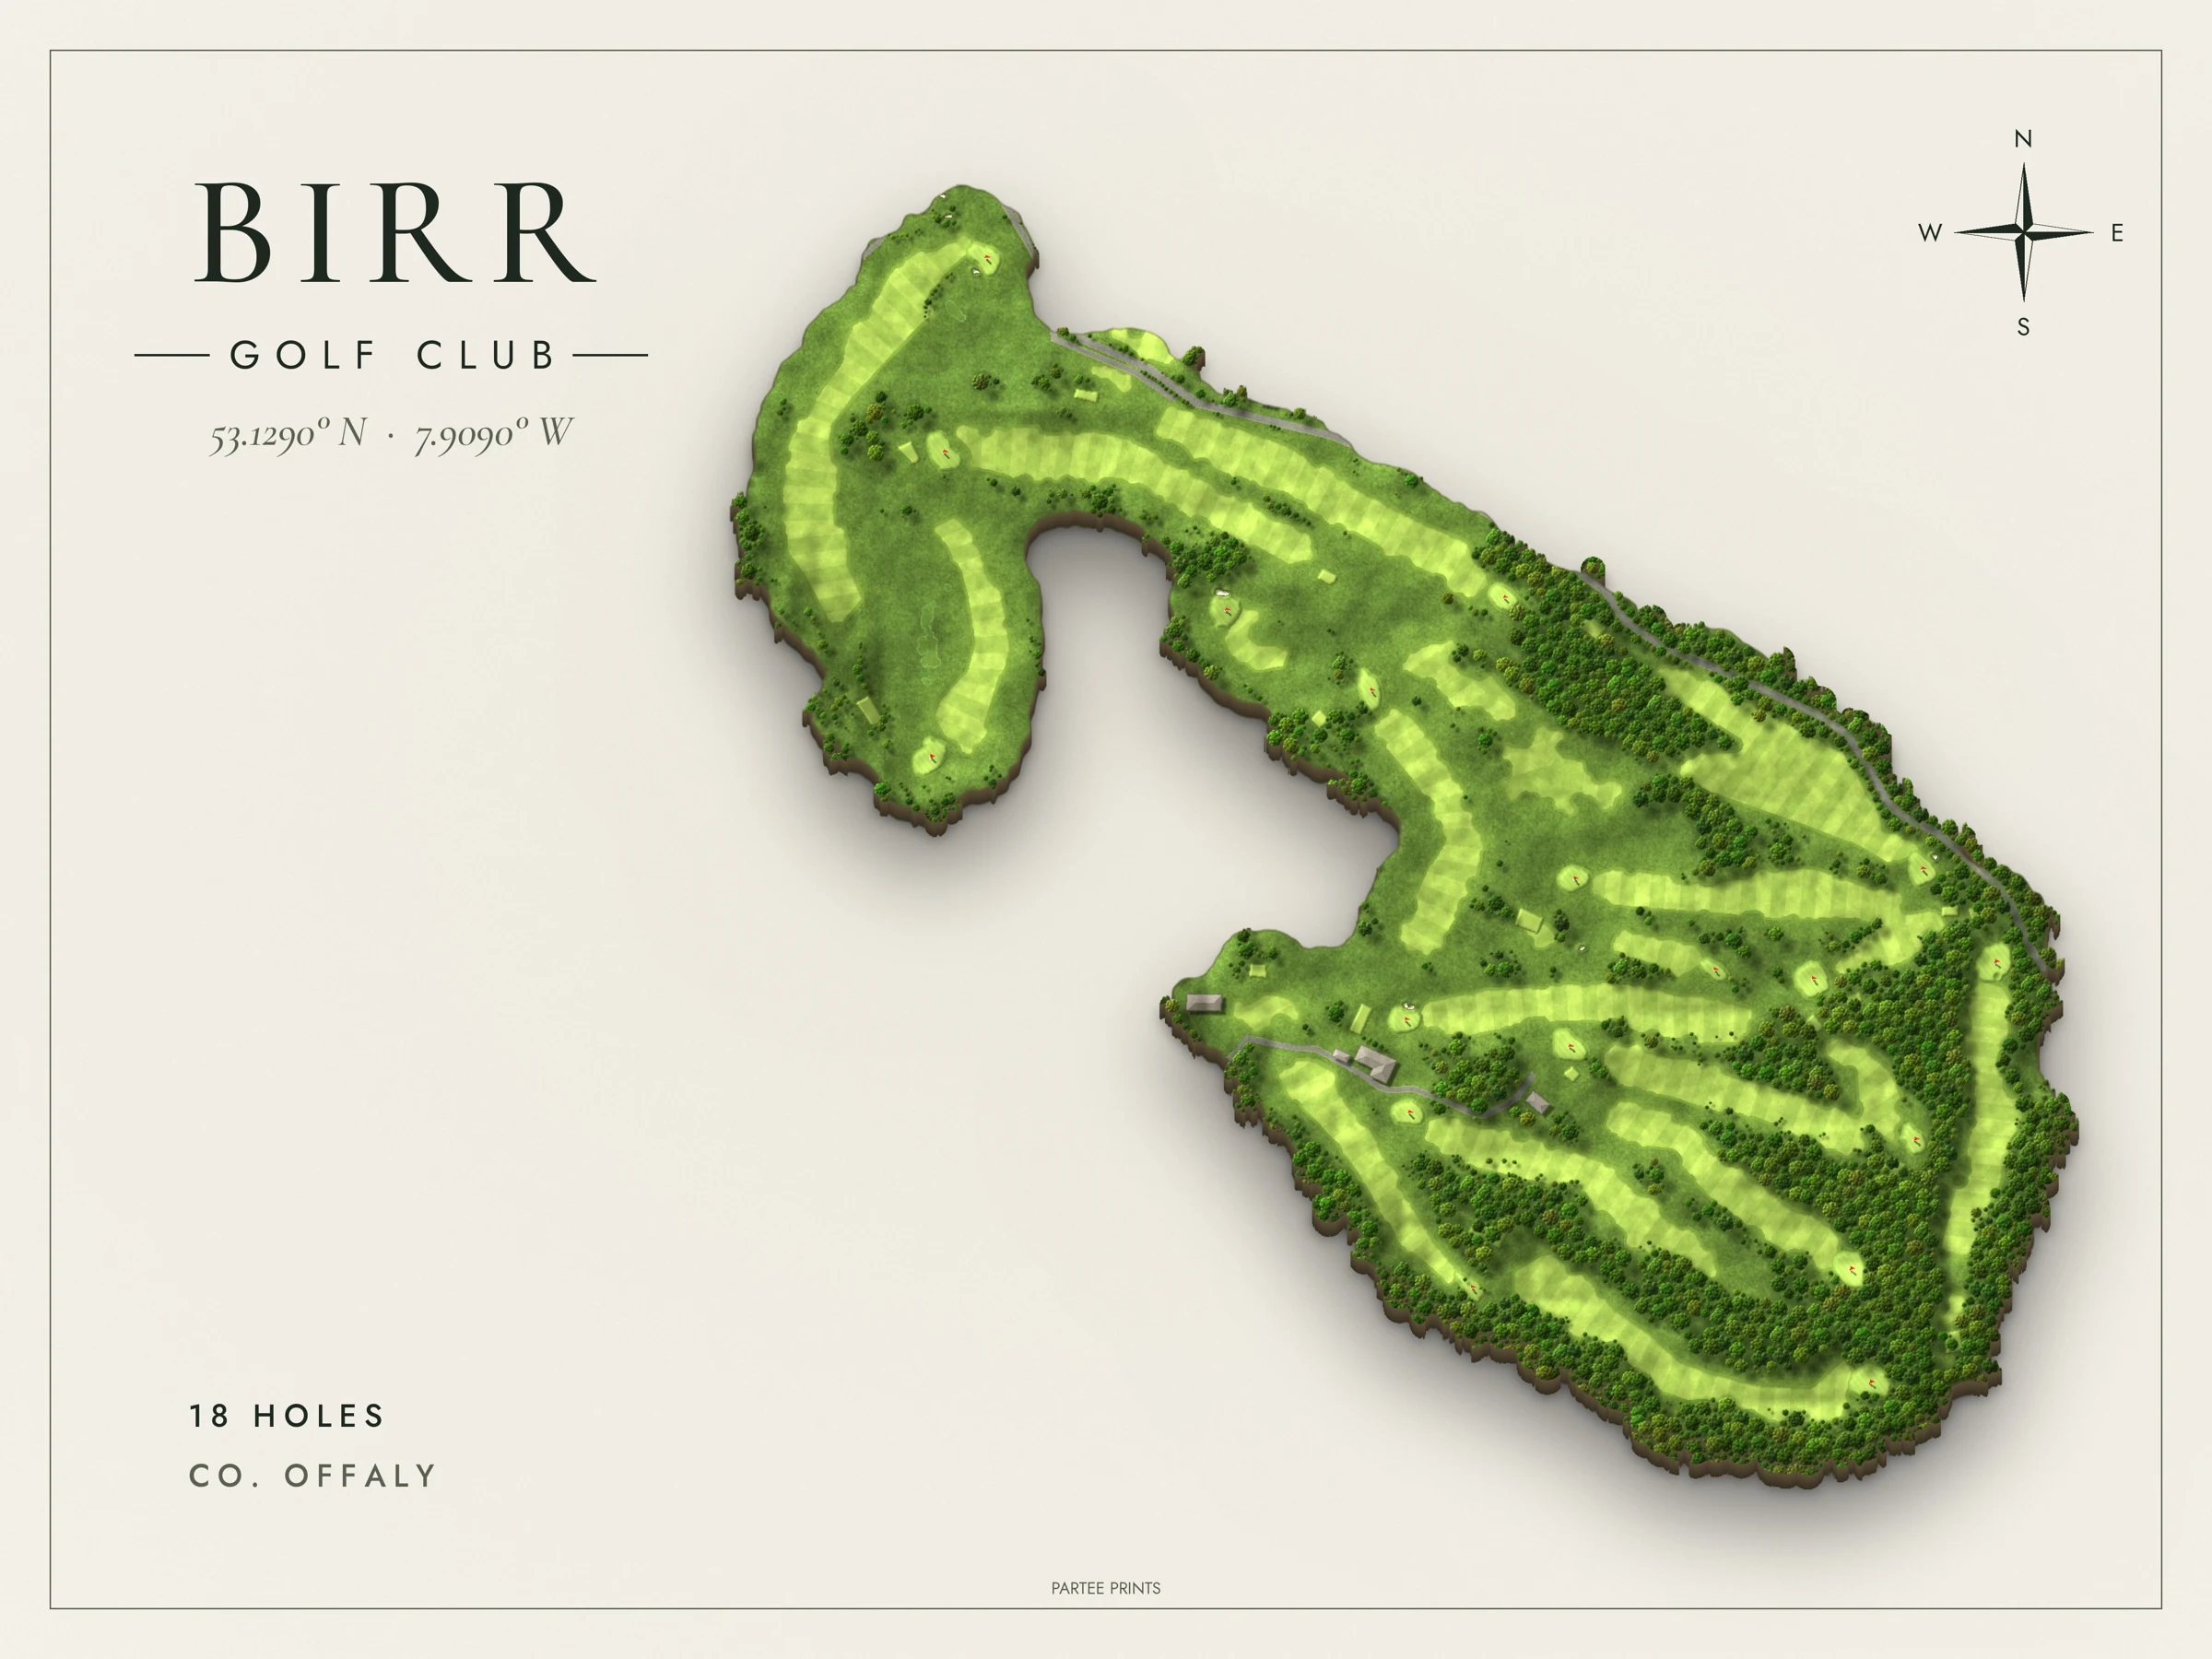 BIRR
GOLF CLUB
53.1290° N · 7.9090° W
N
W E
S
18 HOLES
CO. OFFALY
PARTEE PRINTS